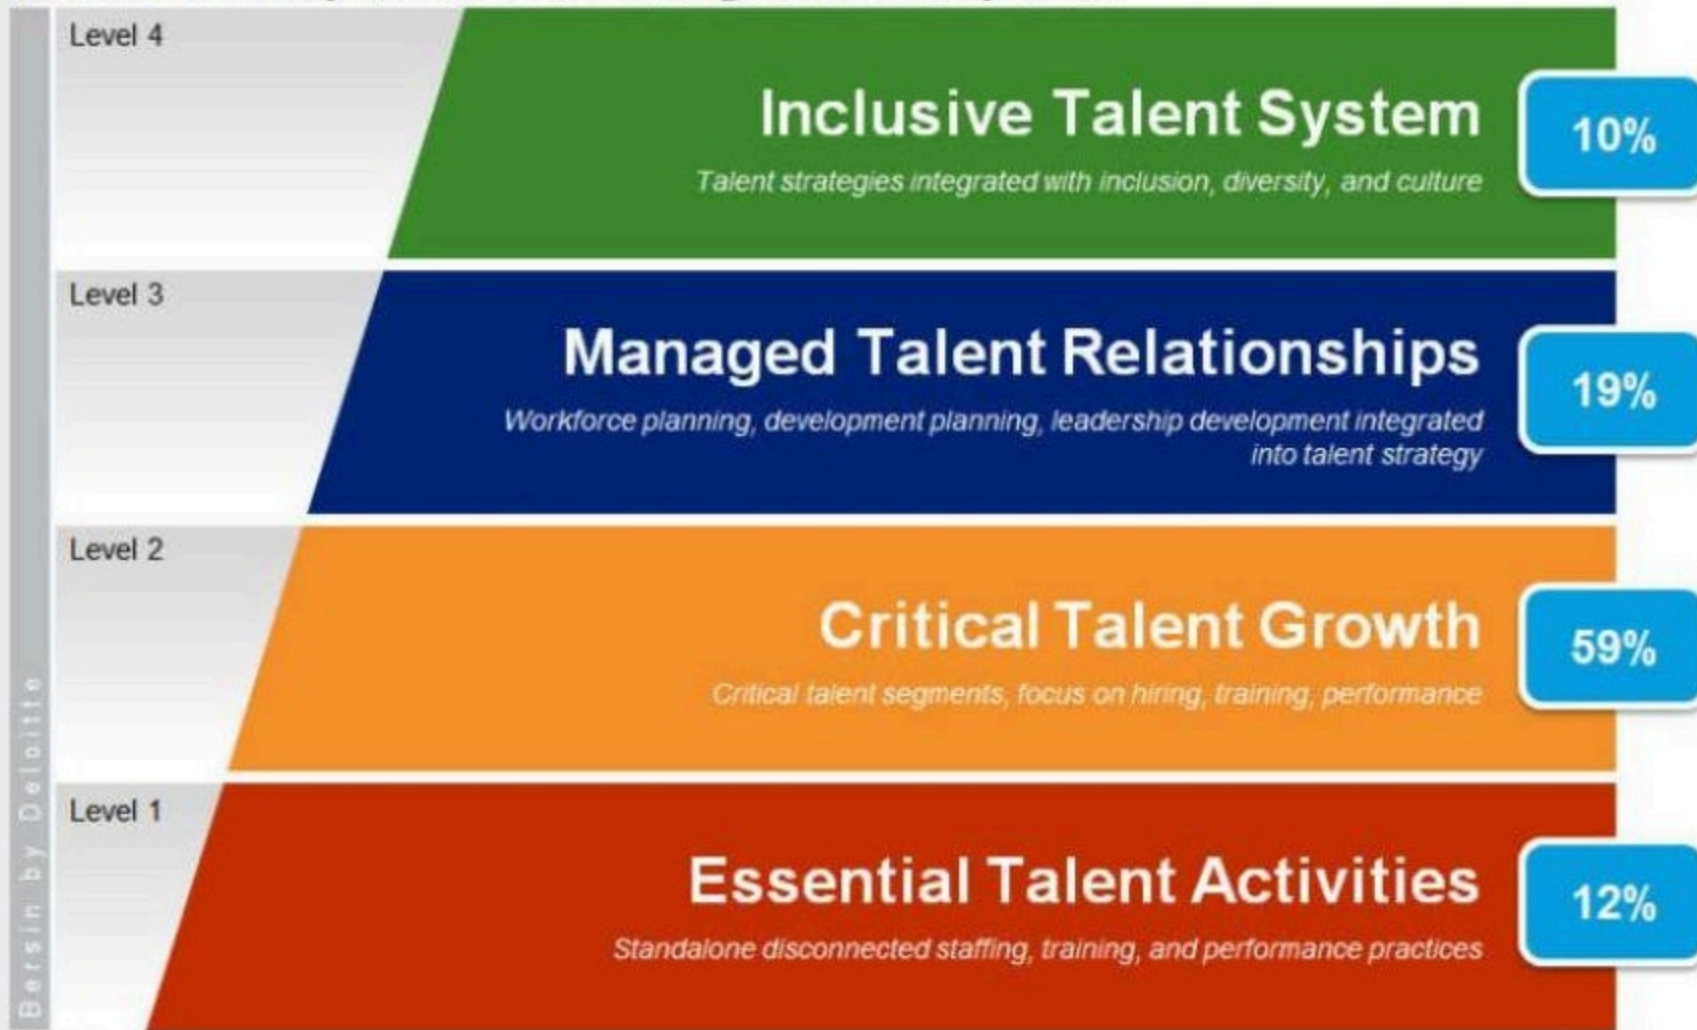 Level 4
Inclusive Talent System
10%
Talent strategies integrated with inclusion, diversity, and culture
Level 3
Managed Talent Relationships
19%
Workforce planning, development planning, leadership development integrated
into talent strategy
Level 2
Critical Talent Growth
59%
Critical talent segments, focus on hiring, training, performance
Level 1
Essential Talent Activities
12%
Standalone disconnected staffing, training, and performance practices
Bersin by Deloitte